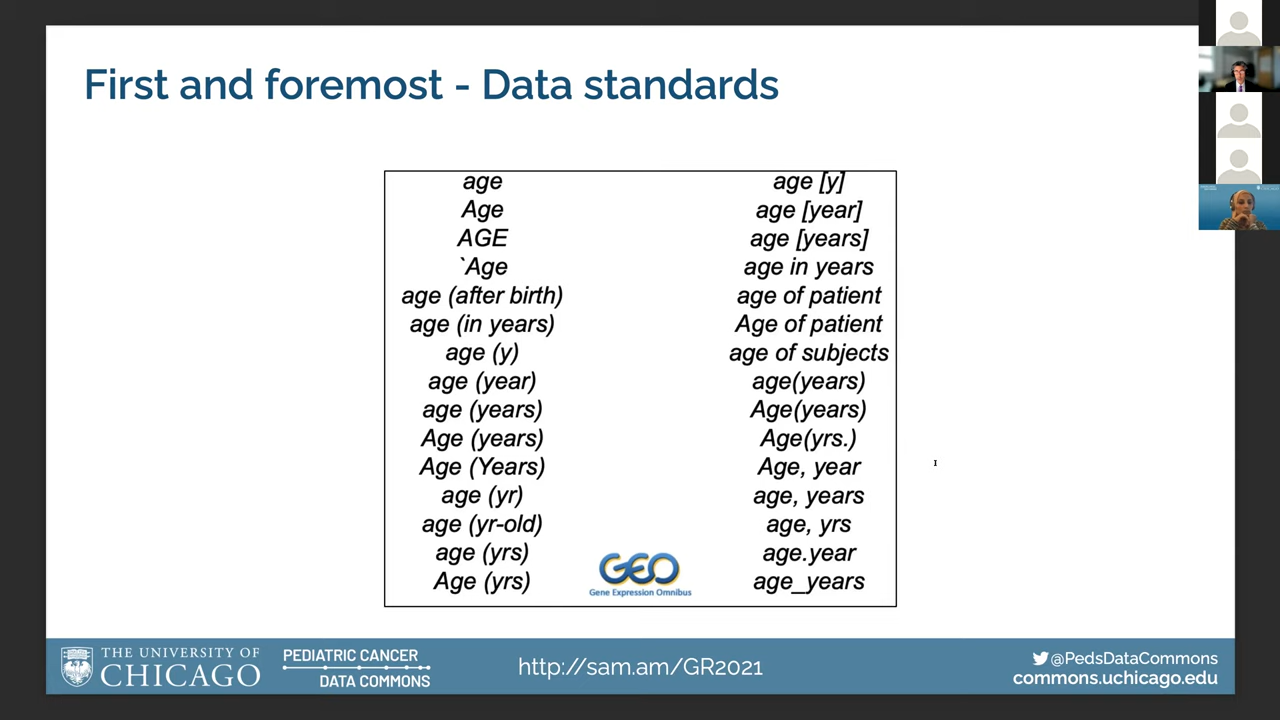 First and foremost - Data standards
age
Age
AGE
`Age
age (after birth)
age (in years)
age (y)
age (year)
age (years)
Age (years)
Age (Years)
age (yr)
age (yr-old)
age (yrs)
Age (yrs)
age [y]
age [year]
age [years]
age in years
age of patient
Age of patient
age of subjects
age(years)
Age(years)
Age(yrs.)
Age, year
age, years
age, yrs
age.year
age_years
GEO
Gene Expression Omnibus
THE UNIVERSITY OF
CHICAGO
PEDIATRIC CANCER
DATA COMMONS
http://sam.am/GR2021
@PedsDataCommons
commons.uchicago.edu